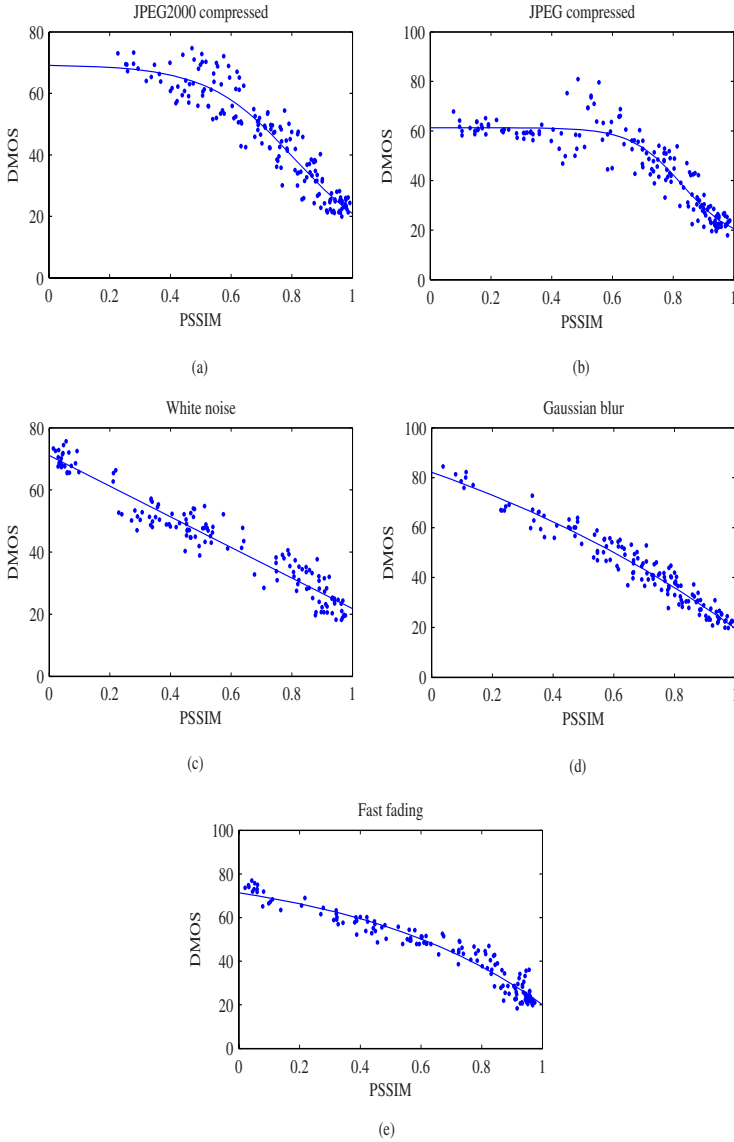 JPEG2000 compressed
80
60
40
20
0
DMOS
0 0.2 0.4 0.6 0.8 1
PSSIM
(a)
JPEG compressed
100
80
60
40
20
0
DMOS
0 0.2 0.4 0.6 0.8 1
PSSIM
(b)
White noise
80
60
40
20
0
DMOS
0 0.2 0.4 0.6 0.8 1
PSSIM
(c)
Gaussian blur
100
80
60
40
20
0
DMOS
0 0.2 0.4 0.6 0.8 1
PSSIM
(d)
Fast fading
100
80
60
40
20
0
DMOS
0 0.2 0.4 0.6 0.8 1
PSSIM
(e)